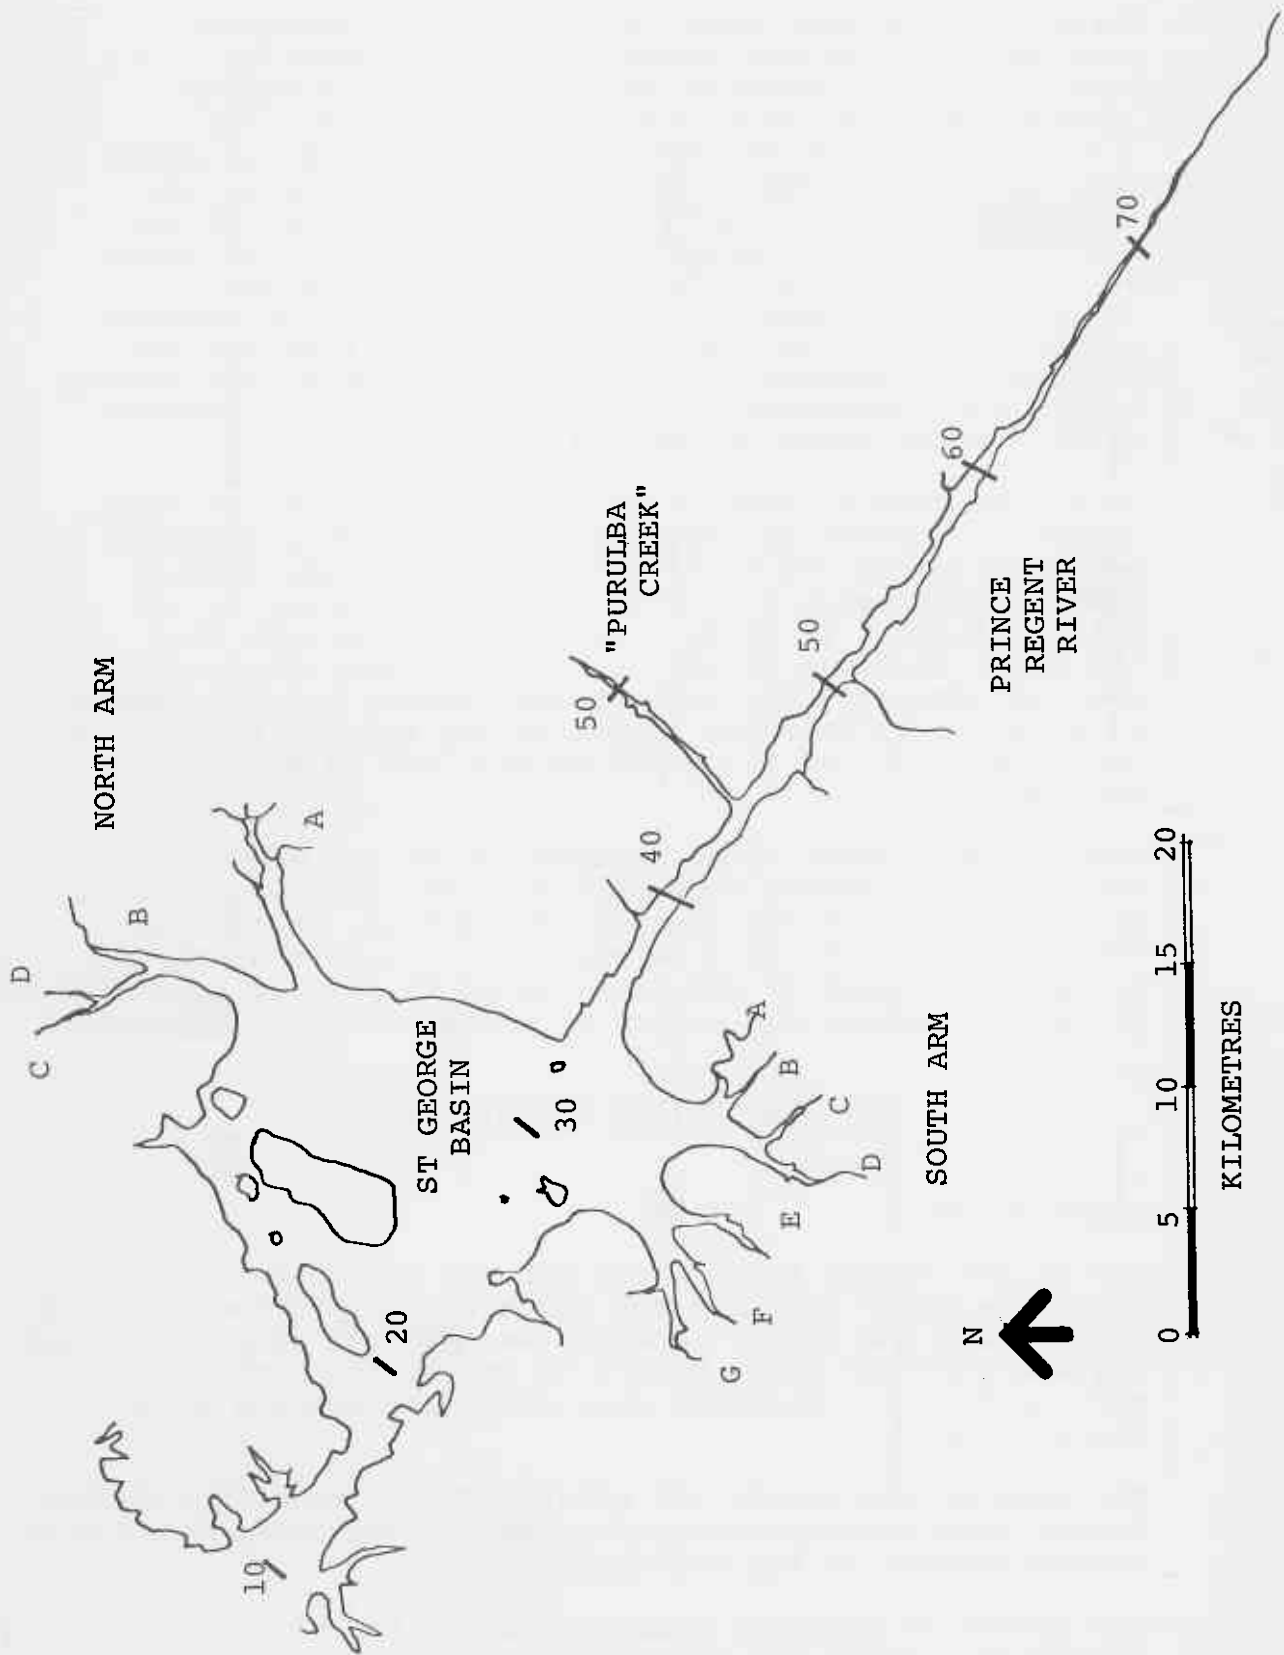 NORTH ARM
D
C
B
A
10
20
ST GEORGE
BASIN
30
"PURULBA
CREEK"
50
40
50
60
70
A
B
C
D
E
F
G
SOUTH ARM
PRINCE
REGENT
RIVER
N
0 5 10 15 20
KILOMETRES